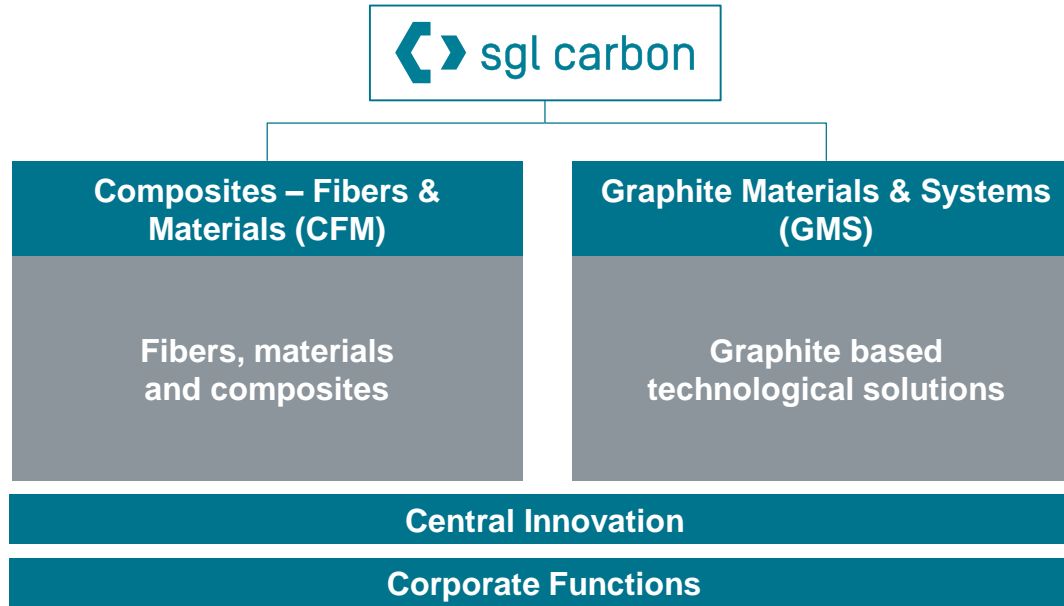 sgl carbon
Composites – Fibers &
Materials (CFM)
Graphite Materials & Systems
(GMS)
Fibers, materials
and composites
Graphite based
technological solutions
Central Innovation
Corporate Functions